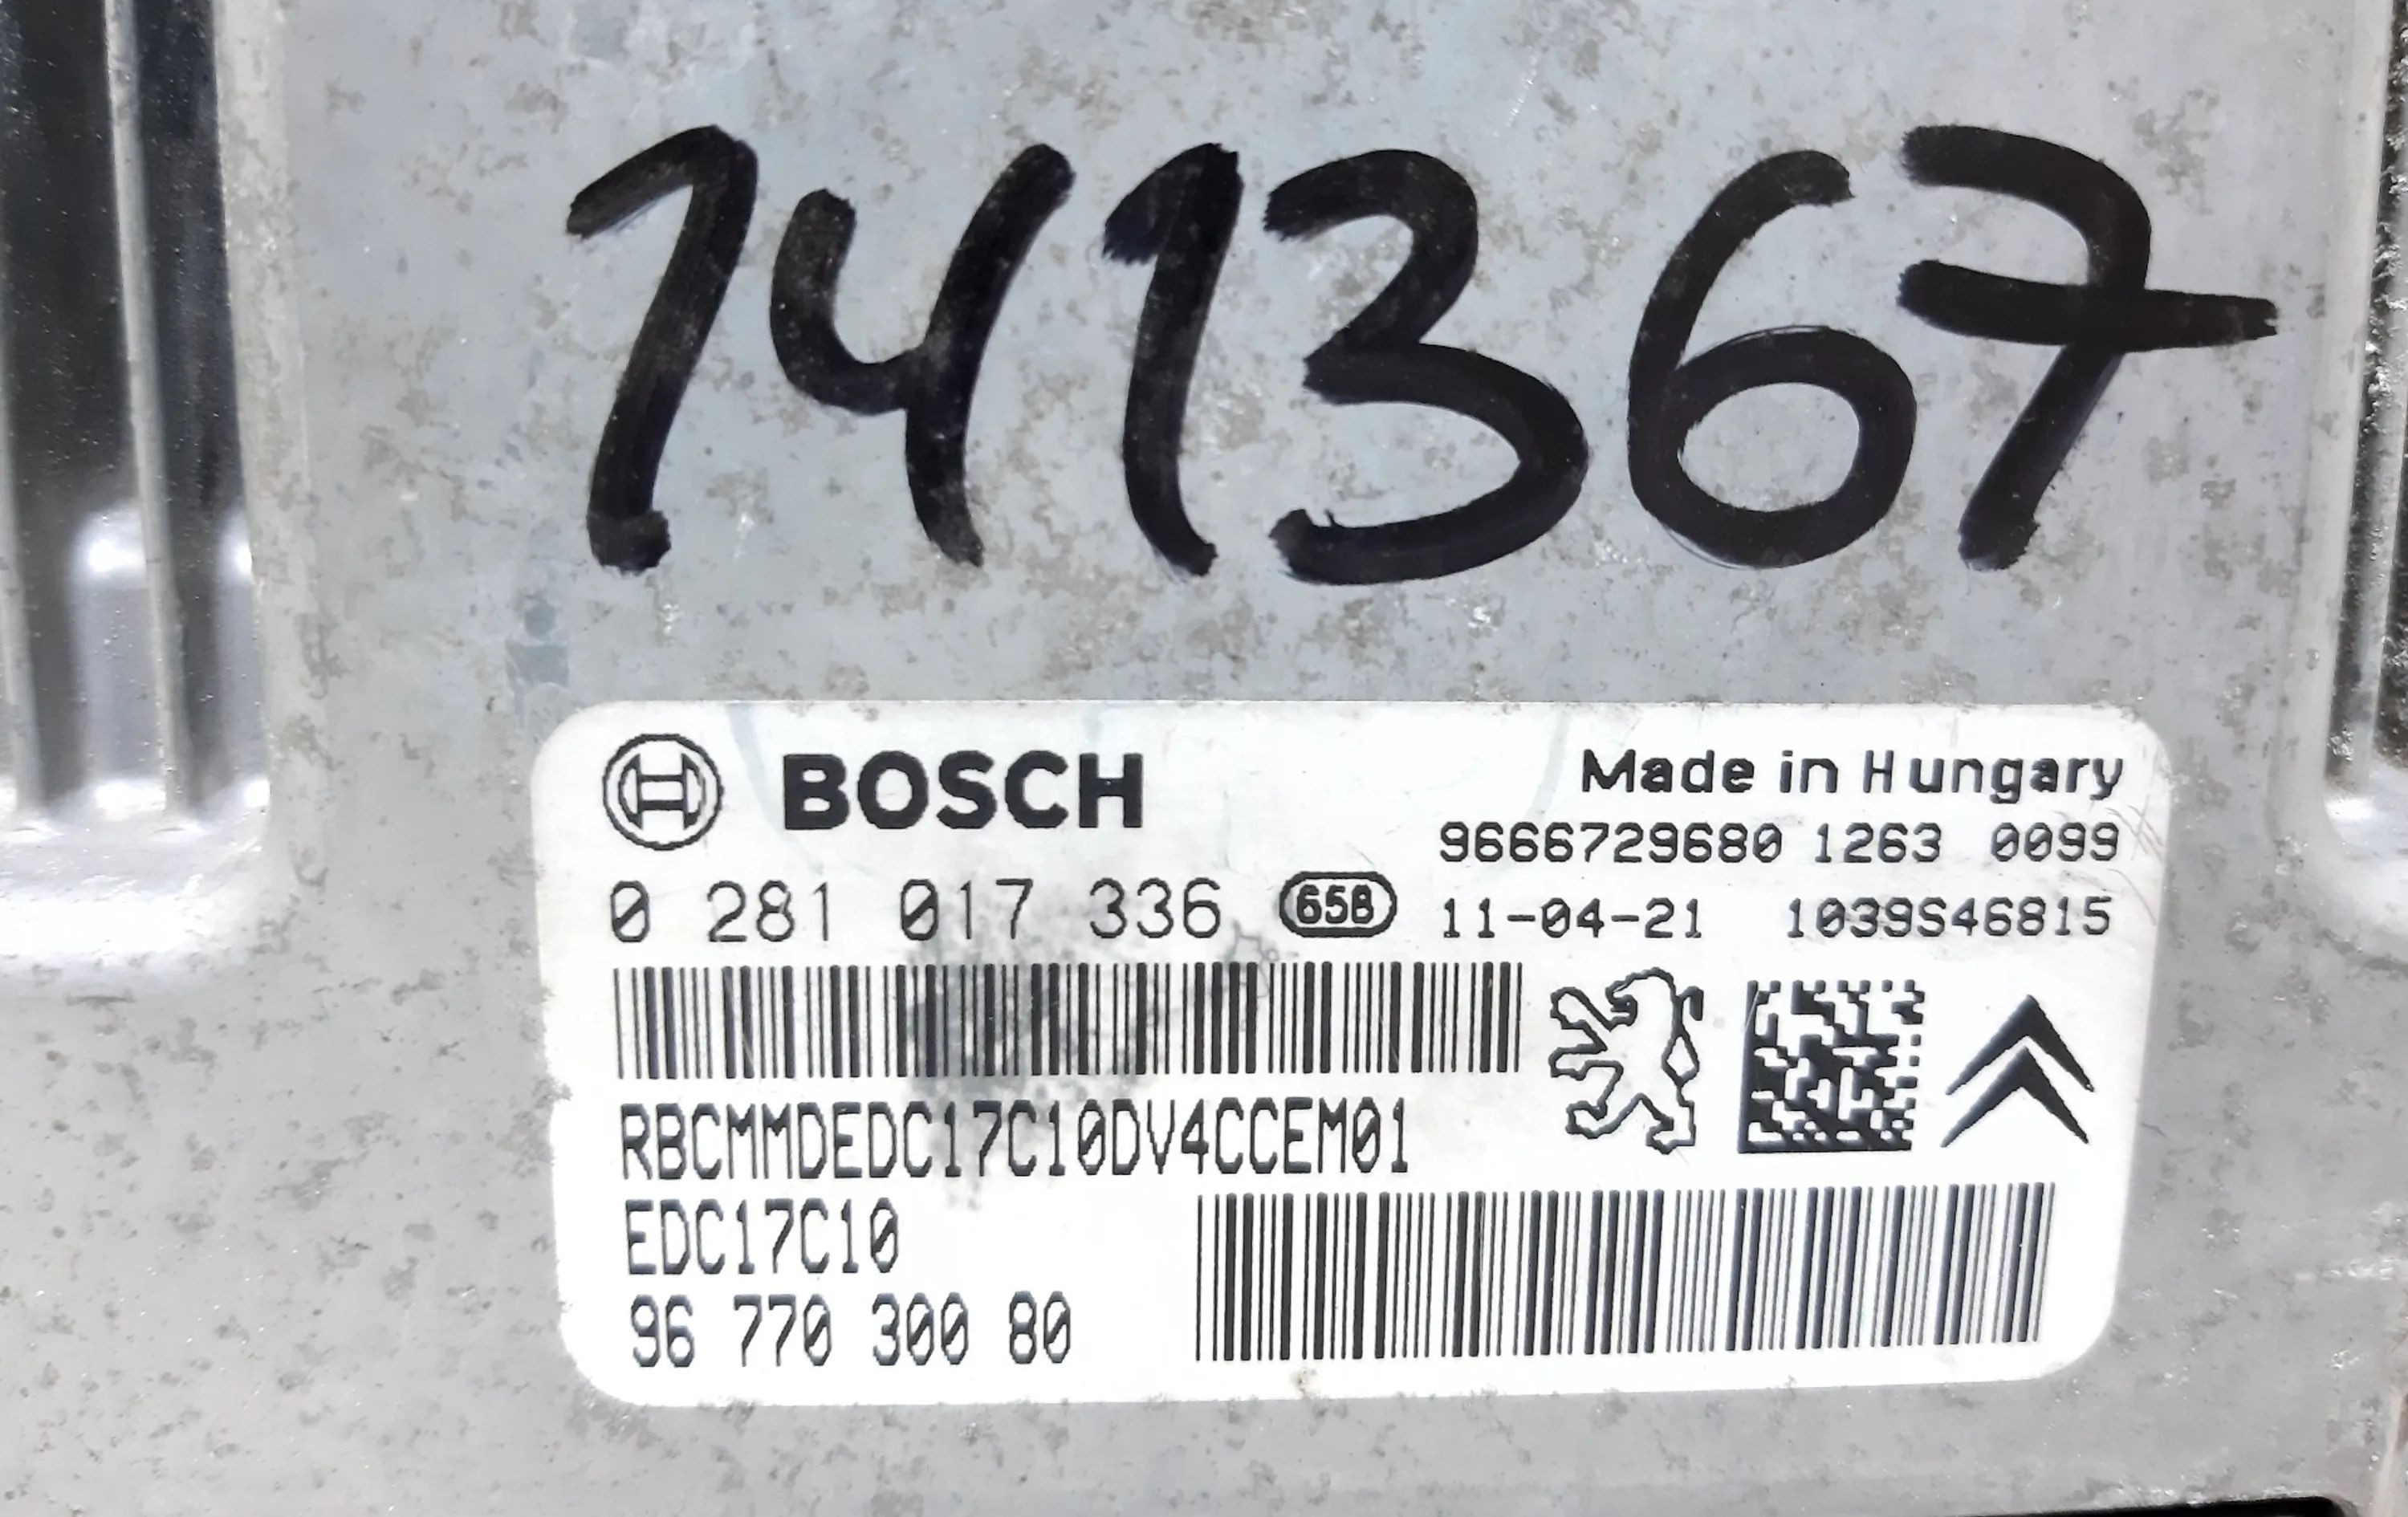 141367
BOSCH
Made in Hungary
9666729680 1263 0099
0 281 017 336 658 11-04-21 1039S46815
RBCMMDEDC17C10DV4CCEM01
EDC17C10
96 770 300 80